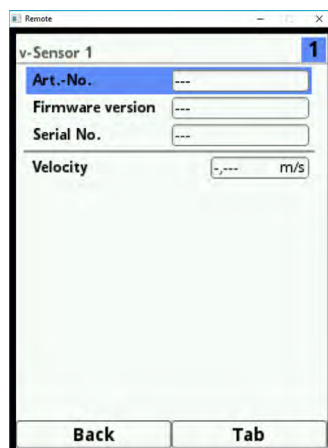 Remote
v-Sensor 1 1
Art.-No. ---
Firmware version ---
Serial No. ---
Velocity -,--- m/s
Back Tab